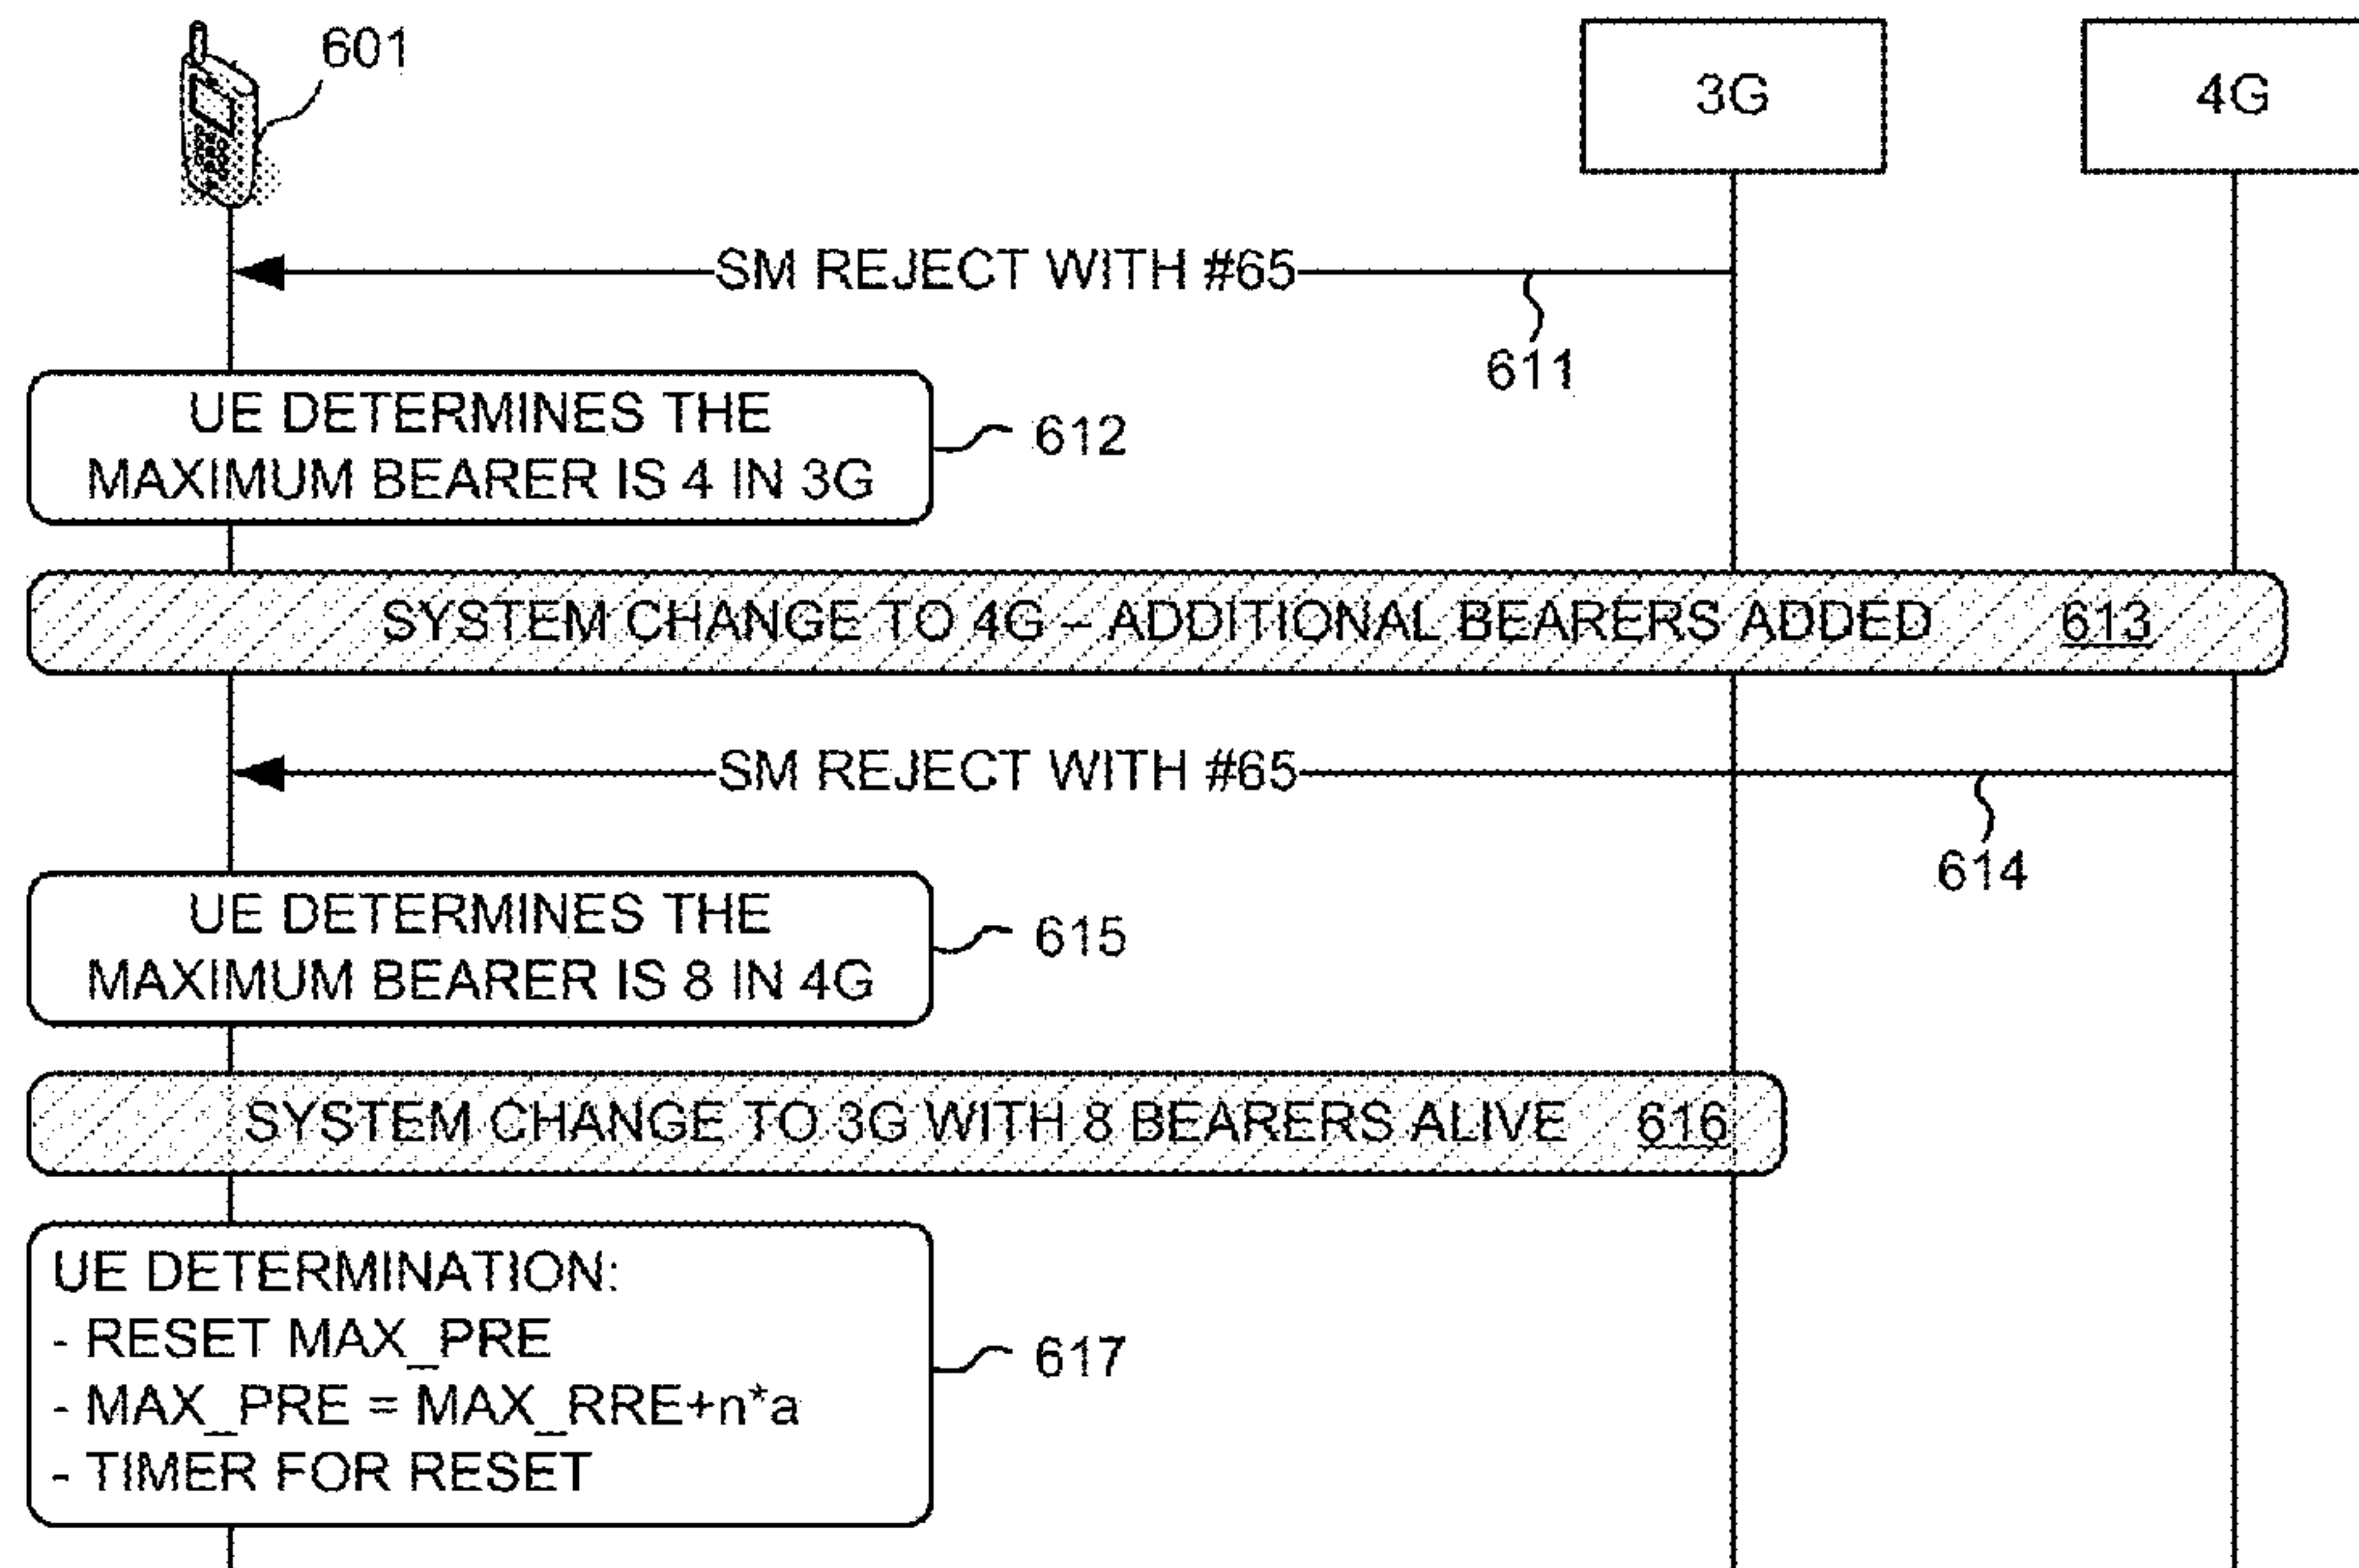 601
3G
4G
SM REJECT WITH #65
611
UE DETERMINES THE
MAXIMUM BEARER IS 4 IN 3G
612
SYSTEM CHANGE TO 4G – ADDITIONAL BEARERS ADDED 613
SM REJECT WITH #65
614
UE DETERMINES THE
MAXIMUM BEARER IS 8 IN 4G
615
SYSTEM CHANGE TO 3G WITH 8 BEARERS ALIVE 616
UE DETERMINATION:
- RESET MAX_PRE
- MAX_PRE = MAX_RRE+n*a
- TIMER FOR RESET
617